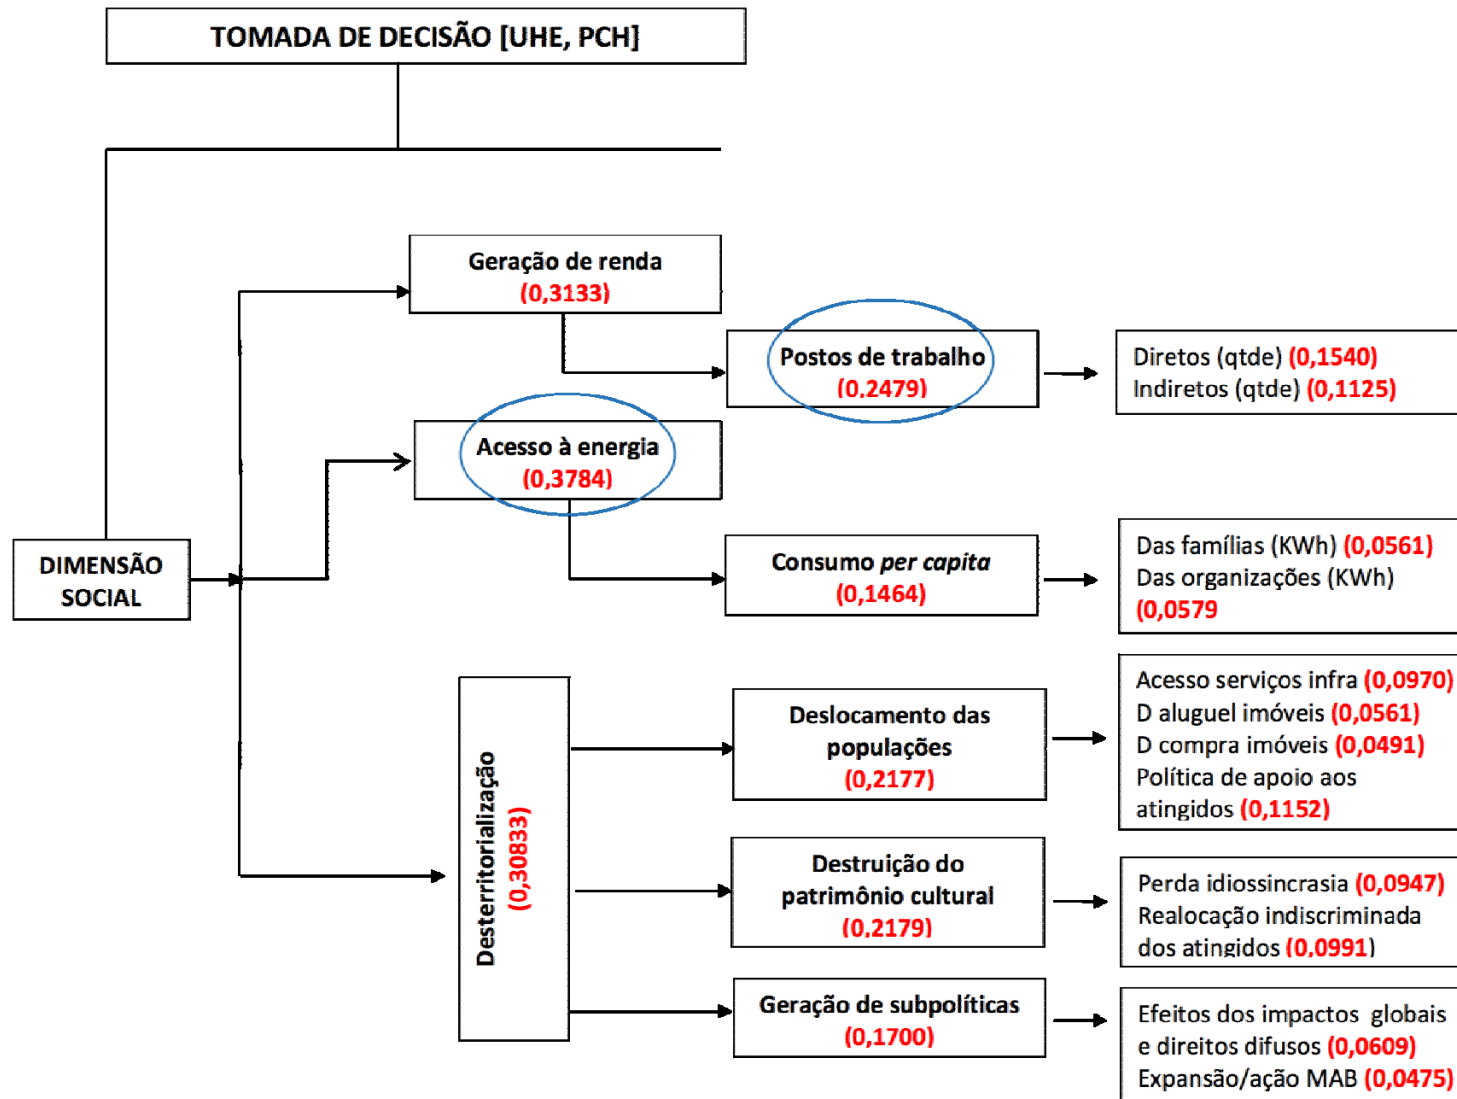 TOMADA DE DECISÃO [UHE, PCH]
Geração de renda
(0,3133)
Postos de trabalho
(0,2479)
Diretos (qtde) (0,1540)
Indiretos (qtde) (0,1125)
Acesso à energia
(0,3784)
DIMENSÃO
SOCIAL
Consumo per capita
(0,1464)
Das famílias (KWh) (0,0561)
Das organizações (KWh)
(0,0579
Desterritorialização
(0,30833)
Deslocamento das
populações
(0,2177)
Acesso serviços infra (0,0970)
D aluguel imóveis (0,0561)
D compra imóveis (0,0491)
Política de apoio aos
atingidos (0,1152)
Destruição do
patrimônio cultural
(0,2179)
Perda idiossincrasia (0,0947)
Realocação indiscriminada
dos atingidos (0,0991)
Geração de subpolíticas
(0,1700)
Efeitos dos impactos globais
e direitos difusos (0,0609)
Expansão/ação MAB (0,0475)